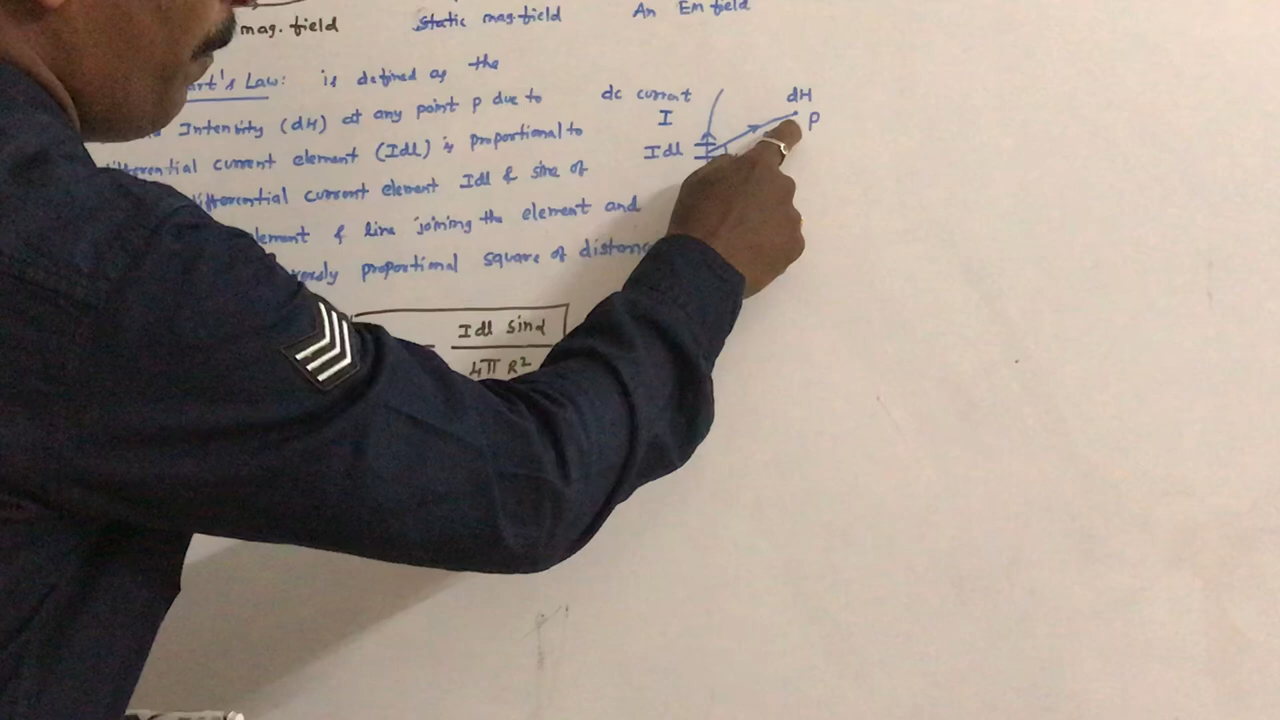 mag. field Static mag. field An Em field
art's Law: is defined as the
Intensity (dH) at any point p due to
differential current element (Idl) is proportional to
differential current element Idl & sine of
element & line joining the element and
proportional square of distance
dc current
I
Idl
dH
P
Idl sinα
4π R²